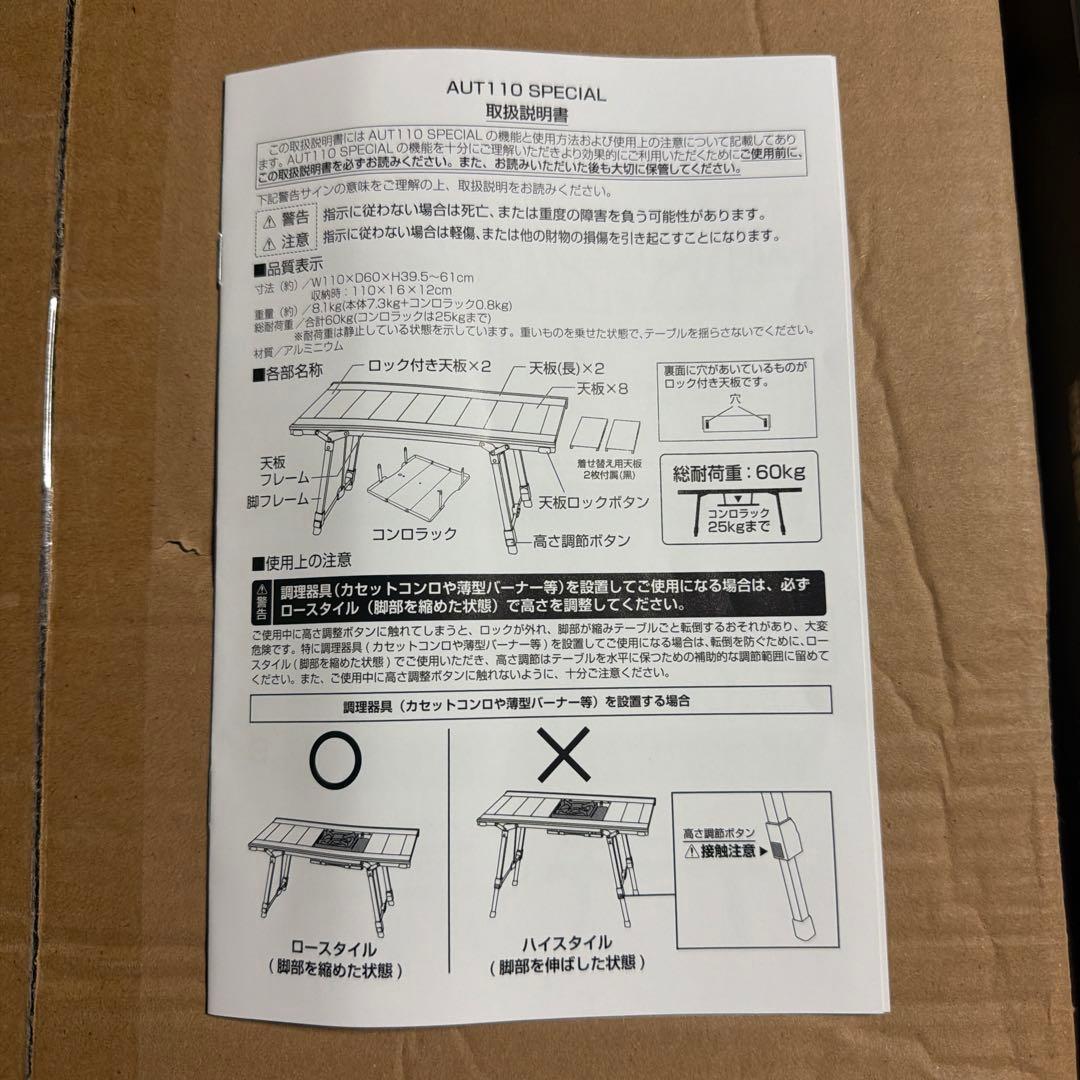 AUT110 SPECIAL
取扱説明書
この取扱説明書には AUT110 SPECIAL の機能と使用方法および使用上の注意について記載してあり
ます。AUT110 SPECIALの機能を十分にご理解いただきより効果的にご利用いただくためにご使用前に、
この取扱説明書を必ずお読みください。また、お読みいただいた後も大切に保管してください。
下記警告サインの意味をご理解の上、取扱説明をお読みください。
⚠警告 指示に従わない場合は死亡、または重度の障害を負う可能性があります。
⚠注意 指示に従わない場合は軽傷、または他の財物の損傷を引き起こすことになります。
■品質表示
寸法（約）／W110×D60×H39.5～61cm
収納時：110×16×12cm
重量（約）／8.1kg(本体7.3kg+コンロラック0.8kg)
総耐荷重／合計60kg(コンロラックは25kgまで)
※耐荷重は静止している状態を示しています。重いものを乗せた状態で、テーブルを揺らさないでください。
材質／アルミニウム
■各部名称
ロック付き天板×2
天板(長)×2
天板×8
裏面に穴があいているものが
ロック付き天板です。
穴
天板
フレーム
脚フレーム
コンロラック
着せ替え用天板
2枚付属(黒)
天板ロックボタン
高さ調節ボタン
総耐荷重：60kg
コンロラック
25kgまで
■使用上の注意
⚠警告
調理器具（カセットコンロや薄型バーナー等）を設置してご使用になる場合は、必ず
ロースタイル（脚部を縮めた状態）で高さを調整してください。
ご使用中に高さ調整ボタンに触れてしまうと、ロックが外れ、脚部が縮みテーブルごと転倒するおそれがあり、大変
危険です。特に調理器具(カセットコンロや薄型バーナー等)を設置してご使用になる場合は、転倒を防ぐために、ロー
スタイル(脚部を縮めた状態)でご使用いただき、高さ調節はテーブルを水平に保つための補助的な調節範囲に留めて
ください。また、ご使用中に高さ調整ボタンに触れないように、十分ご注意ください。
調理器具（カセットコンロや薄型バーナー等）を設置する場合
高さ調節ボタン
⚠接触注意▶
ロースタイル
(脚部を縮めた状態)
ハイスタイル
(脚部を伸ばした状態)